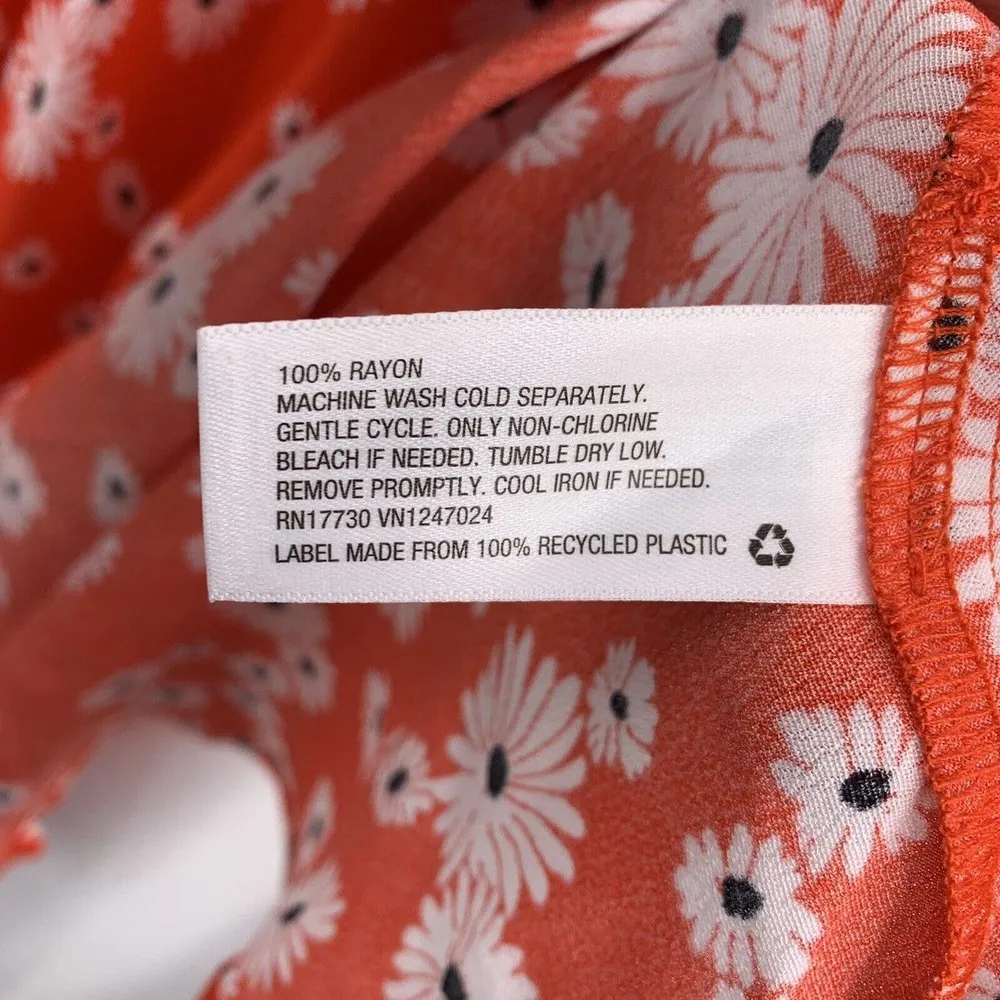 100% RAYON
MACHINE WASH COLD SEPARATELY.
GENTLE CYCLE. ONLY NON-CHLORINE
BLEACH IF NEEDED. TUMBLE DRY LOW.
REMOVE PROMPTLY. COOL IRON IF NEEDED.
RN17730 VN1247024
LABEL MADE FROM 100% RECYCLED PLASTIC